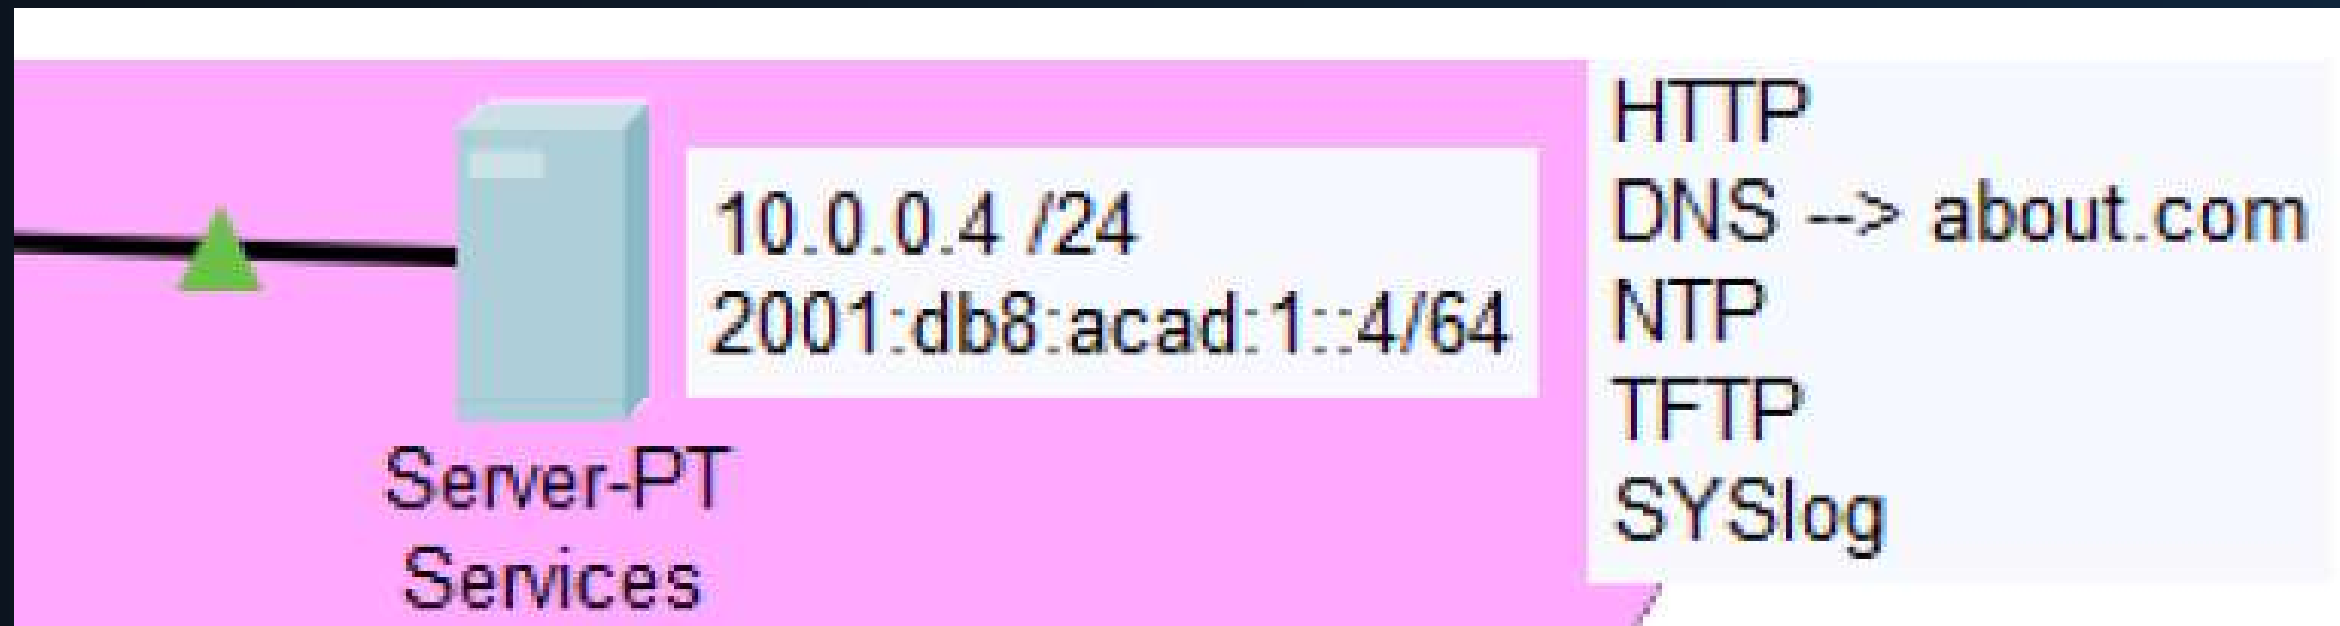 10.0.0.4 /24
2001:db8:acad:1::4/64
Server-PT
Services
HTTP
DNS --> about.com
NTP
TFTP
SYSlog